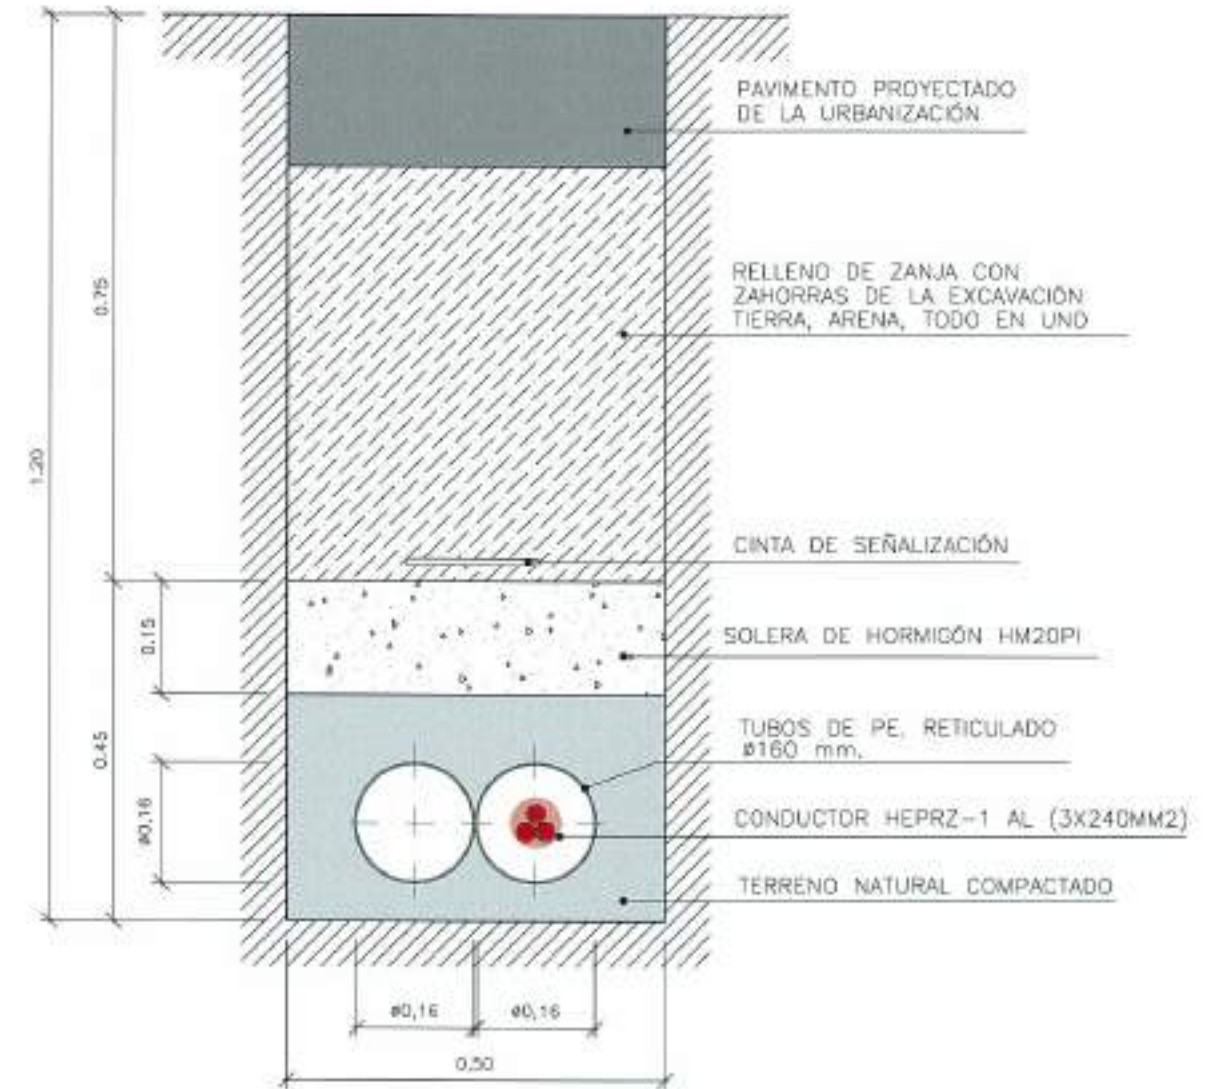 PAVIMENTO PROYECTADO
DE LA URBANIZACIÓN
RELLENO DE ZANJA CON
ZAHORRAS DE LA EXCAVACIÓN
TIERRA, ARENA, TODO EN UNO
0.75
1.20
CINTA DE SEÑALIZACIÓN
0.15
SOLERA DE HORMIGÓN HM20PI
0.45
TUBOS DE PE. RETICULADO
ø160 mm.
ø0,16
CONDUCTOR HEPRZ-1 AL (3X240MM2)
TERRENO NATURAL COMPACTADO
ø0,16
ø0,16
0.50